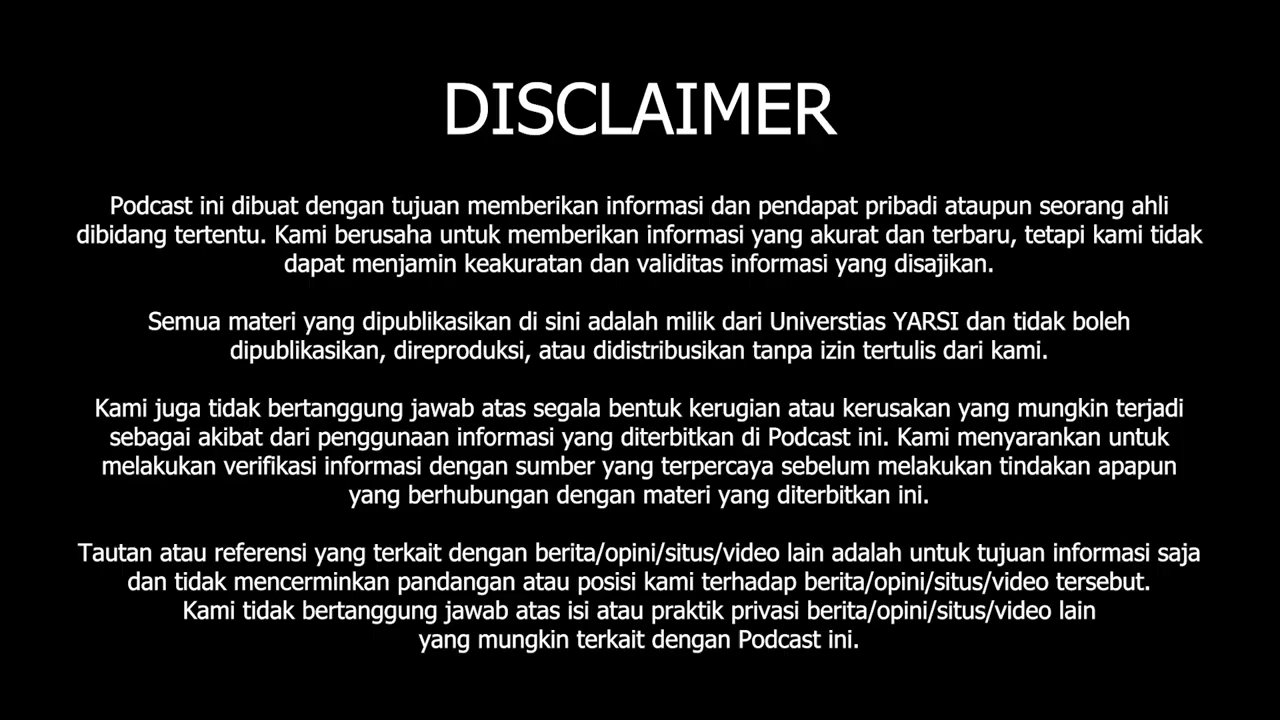 DISCLAIMER
Podcast ini dibuat dengan tujuan memberikan informasi dan pendapat pribadi ataupun seorang ahli
dibidang tertentu. Kami berusaha untuk memberikan informasi yang akurat dan terbaru, tetapi kami tidak
dapat menjamin keakuratan dan validitas informasi yang disajikan.
Semua materi yang dipublikasikan di sini adalah milik dari Universtias YARSI dan tidak boleh
dipublikasikan, direproduksi, atau didistribusikan tanpa izin tertulis dari kami.
Kami juga tidak bertanggung jawab atas segala bentuk kerugian atau kerusakan yang mungkin terjadi
sebagai akibat dari penggunaan informasi yang diterbitkan di Podcast ini. Kami menyarankan untuk
melakukan verifikasi informasi dengan sumber yang terpercaya sebelum melakukan tindakan apapun
yang berhubungan dengan materi yang diterbitkan ini.
Tautan atau referensi yang terkait dengan berita/opini/situs/video lain adalah untuk tujuan informasi saja
dan tidak mencerminkan pandangan atau posisi kami terhadap berita/opini/situs/video tersebut.
Kami tidak bertanggung jawab atas isi atau praktik privasi berita/opini/situs/video lain
yang mungkin terkait dengan Podcast ini.